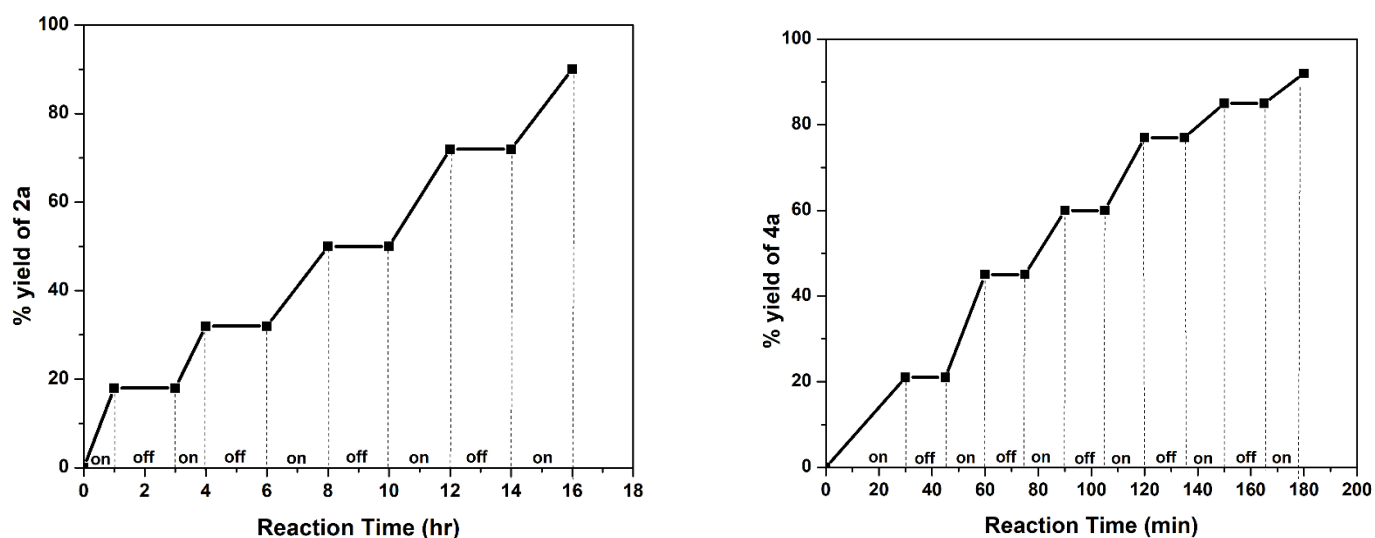 % yield of 2a
100
80
60
40
20
0
on off on off on off on off on
0 2 4 6 8 10 12 14 16 18
Reaction Time (hr)
% yield of 4a
100
80
60
40
20
0
on off on off on off on off on off on
0 20 40 60 80 100 120 140 160 180 200
Reaction Time (min)